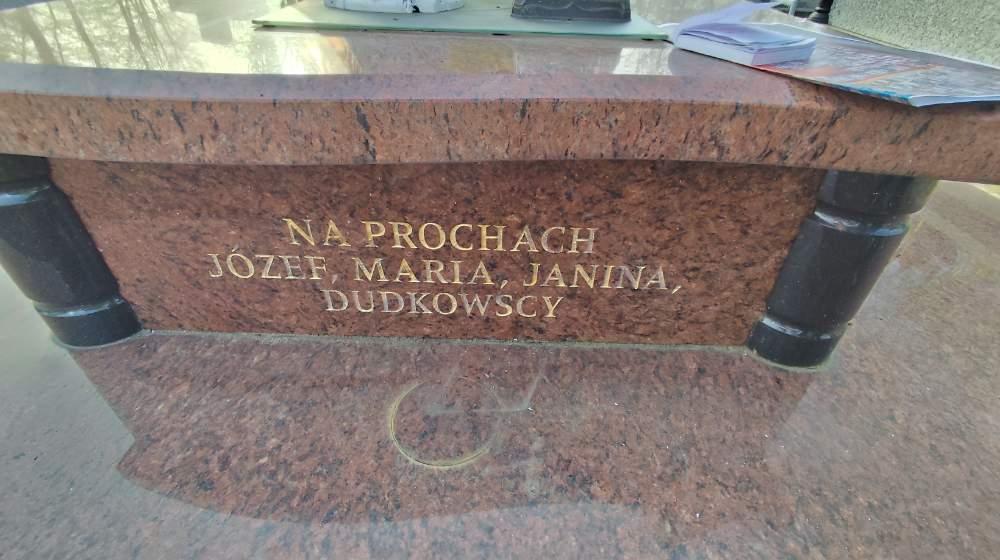 NA PROCHACH
JÓZEF, MARIA, JANINA,
DUDKOWSCY